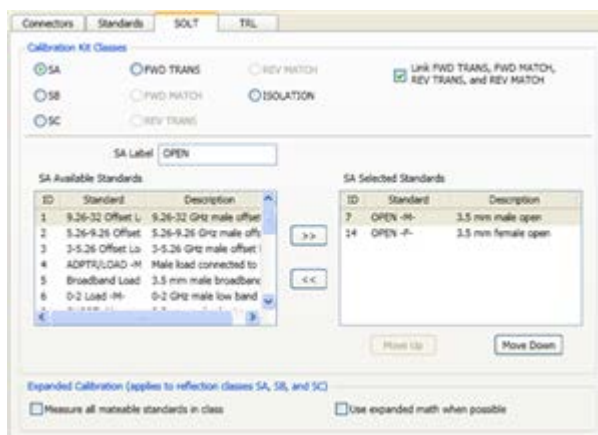 Connectors Standards SOLT TRL
Calibration Kit Classes
SA FWD TRANS REV MATCH Link FWD TRANS, FWD MATCH,
REV TRANS, and REV MATCH
SB FWD MATCH ISOLATION
SC REV TRANS
SA Label OPEN
SA Available Standards
ID Standard Description
1 9.26-32 Offset L 9.26-32 GHz male offset
2 5.26-9.26 Offset 5.26-9.26 GHz male offs
3 3-5.26 Offset Lo 3-5.26 GHz male offset
4 ADPTR/LOAD -M Male load connected to
5 Broadband Load 3.5 mm male broadband
6 0-2 Load -M- 0-2 GHz male low band
>>
<<
SA Selected Standards
ID Standard Description
7 OPEN -M- 3.5 mm male open
14 OPEN -F- 3.5 mm female open
Move Up Move Down
Expanded Calibration (applies to reflection classes SA, SB, and SC)
Measure all mateable standards in class Use expanded math when possible